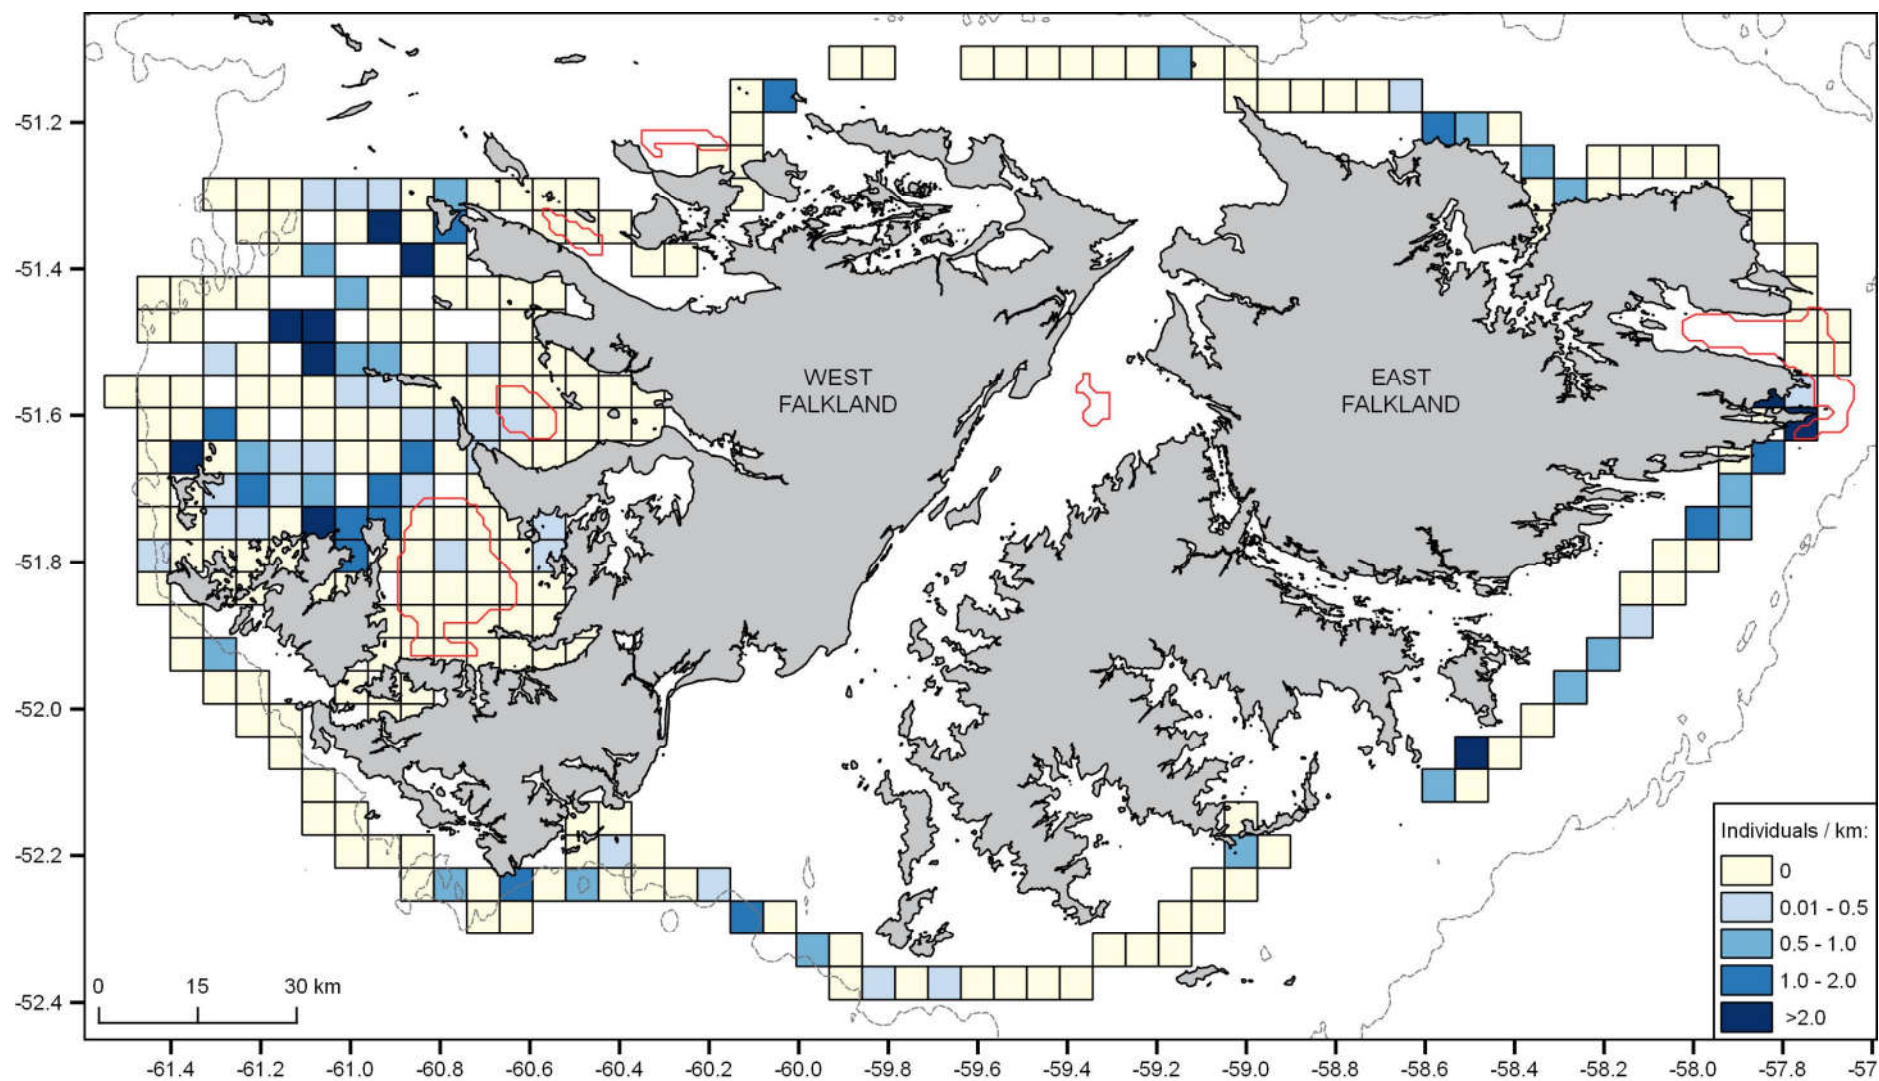 -51.2
-51.4
-51.6
-51.8
-52.0
-52.2
-52.4
WEST
FALKLAND
EAST
FALKLAND
0 15 30 km
Individuals / km:
0
0.01 - 0.5
0.5 - 1.0
1.0 - 2.0
>2.0
-61.4 -61.2 -61.0 -60.8 -60.6 -60.4 -60.2 -60.0 -59.8 -59.6 -59.4 -59.2 -59.0 -58.8 -58.6 -58.4 -58.2 -58.0 -57.8 -57